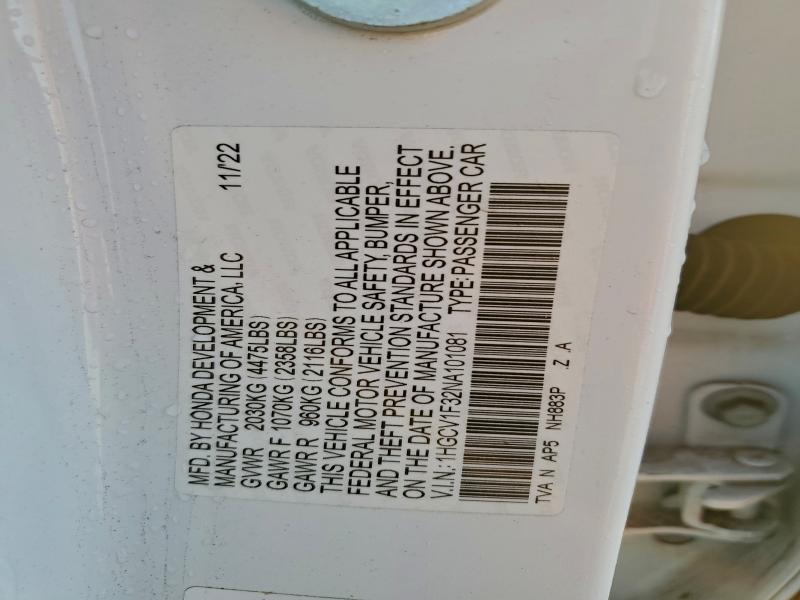 MFD. BY HONDA DEVELOPMENT &
MANUFACTURING OF AMERICA, LLC 11/22
GVWR 2030KG (4475LBS)
GAWR F 1070KG (2358LBS)
GAWR R 960KG (2116LBS)
THIS VEHICLE CONFORMS TO ALL APPLICABLE
FEDERAL MOTOR VEHICLE SAFETY, BUMPER,
AND THEFT PREVENTION STANDARDS IN EFFECT
ON THE DATE OF MANUFACTURE SHOWN ABOVE.
V.I.N.: 1HGCV1F32NA101081 TYPE: PASSENGER CAR
TVA N AP5 NH883P .Z .A